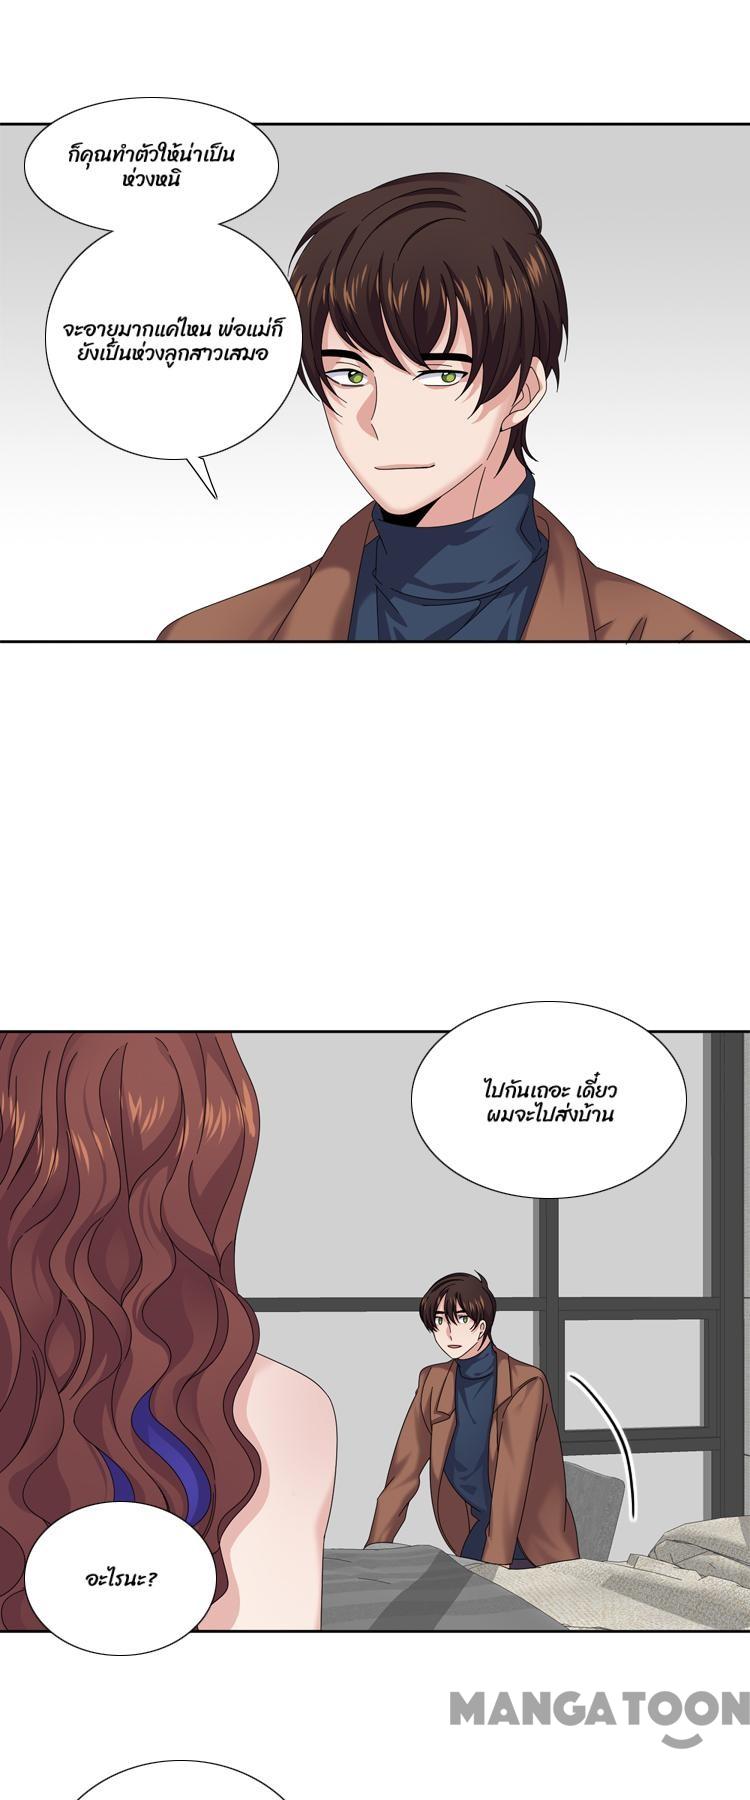 ก็คุณทำตัวให้น่าเป็น
ห่วงหนิ
จะอายุมากแค่ไหน พ่อแม่ก็
ยังเป็นห่วงลูกสาวเสมอ
ไปกันเถอะ เดี๋ยว
ผมจะไปส่งบ้าน
อะไรนะ?
MANGATOON